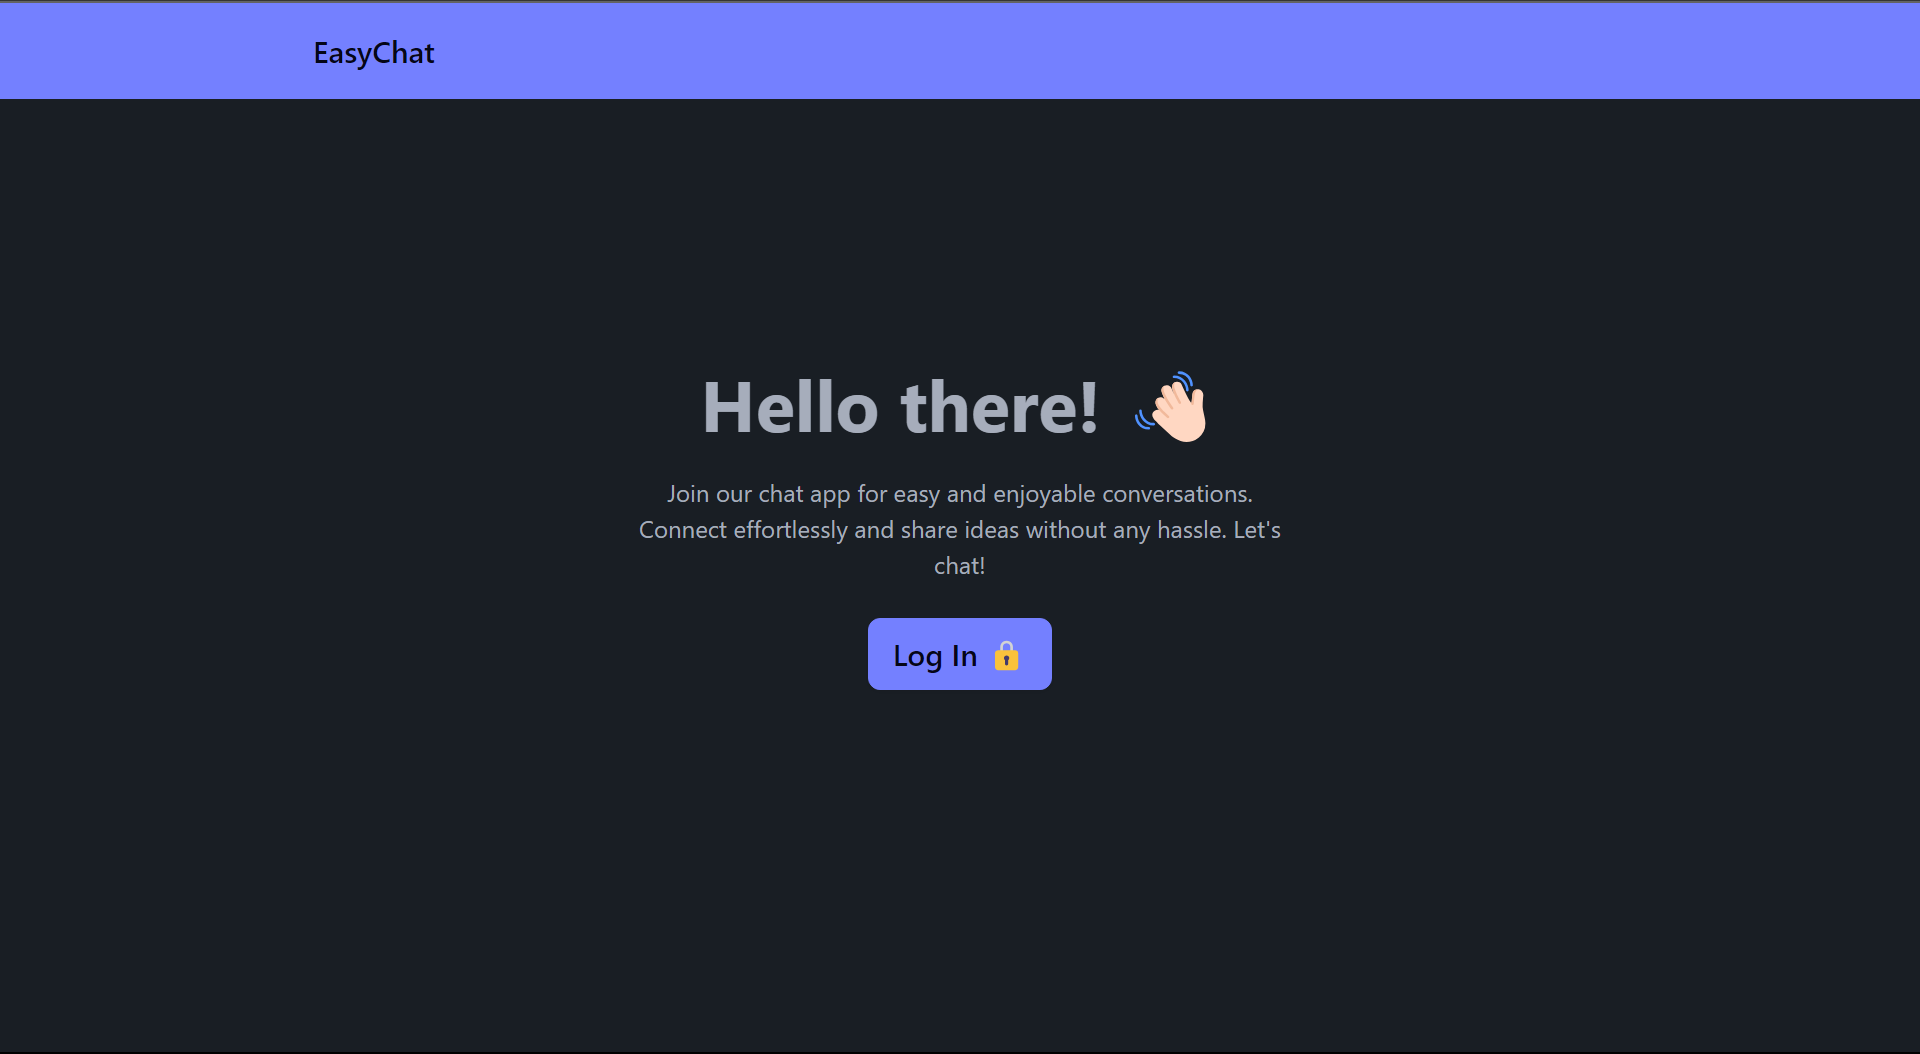 EasyChat
Hello there! 👋🏻
Join our chat app for easy and enjoyable conversations.
Connect effortlessly and share ideas without any hassle. Let's
chat!
Log In 🔒